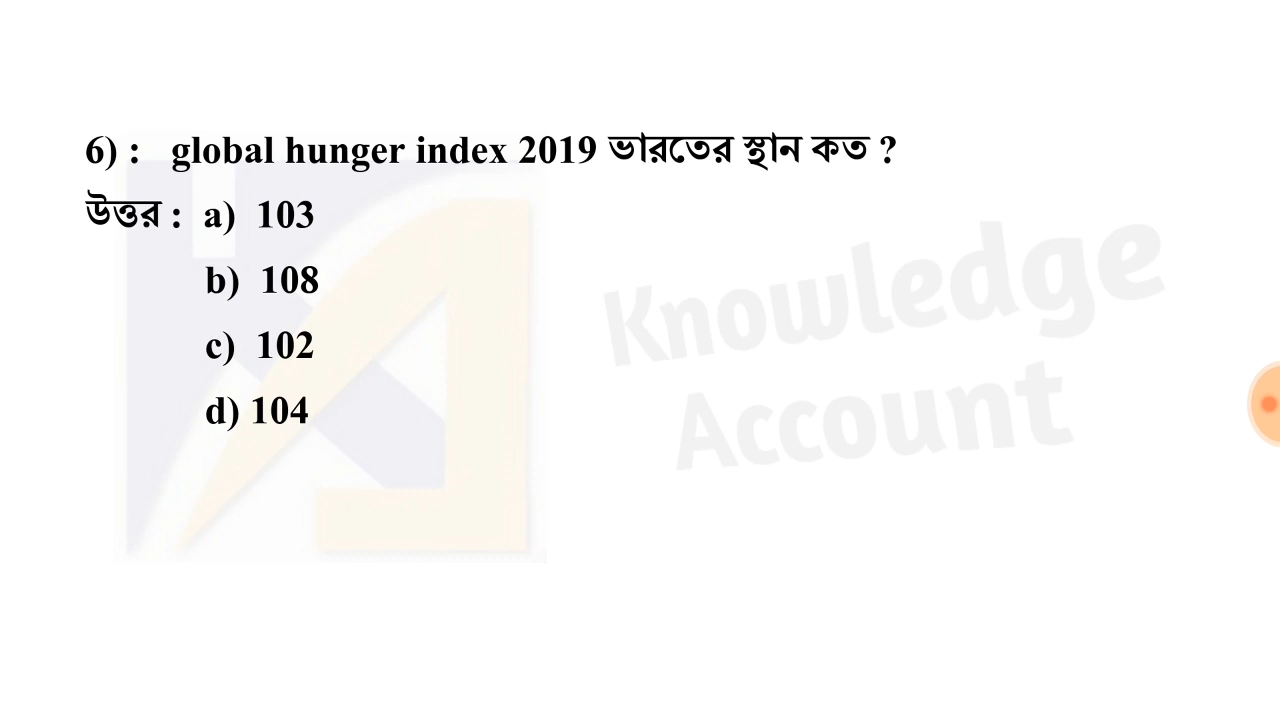 6) : global hunger index 2019 ভারতের স্থান কত ?
উত্তর : a) 103
b) 108
c) 102
d) 104
Knowledge
Account